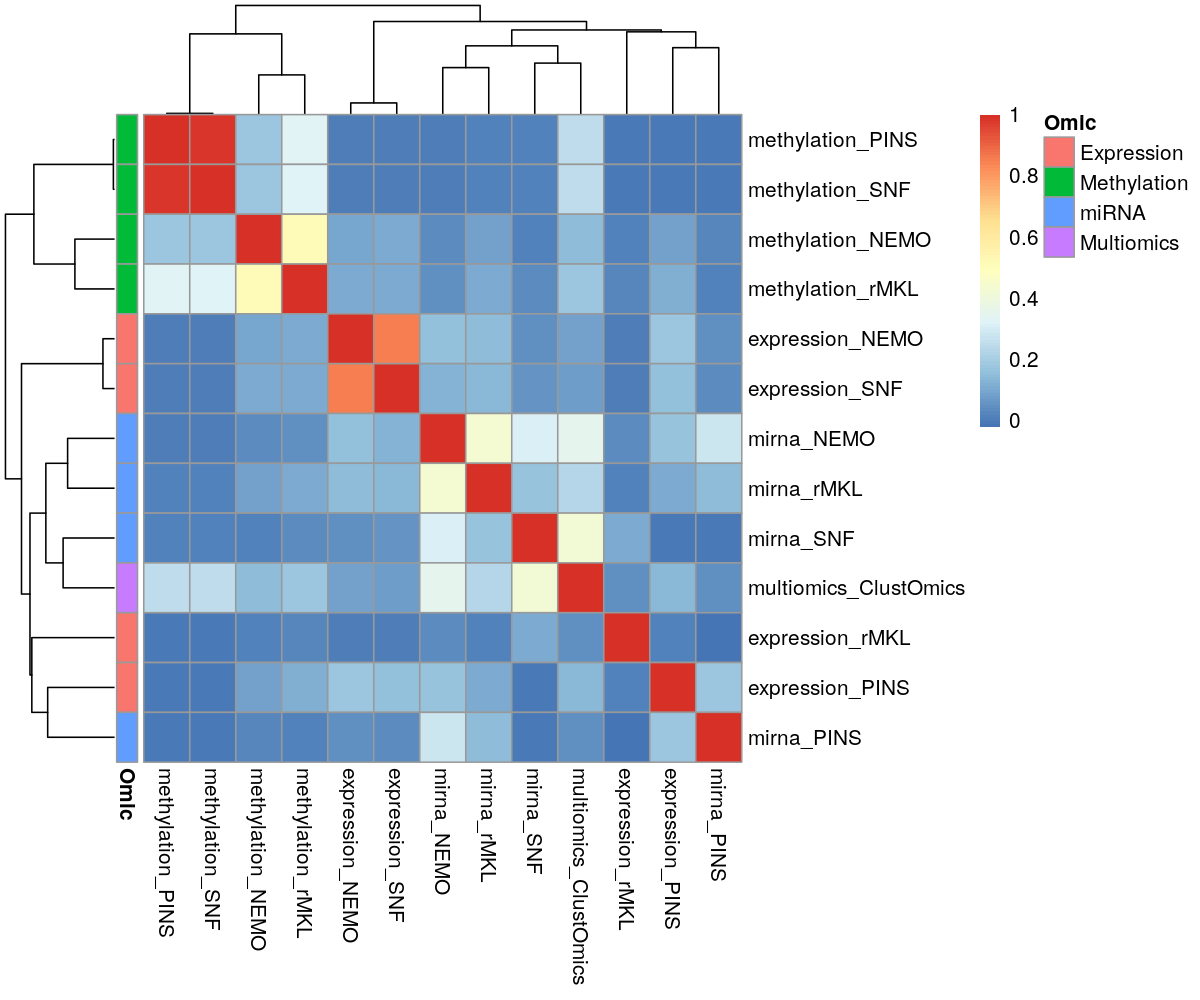 methylation_PINS
methylation_SNF
methylation_NEMO
methylation_rMKL
expression_NEMO
expression_SNF
mirna_NEMO
mirna_rMKL
mirna_SNF
multiomics_ClustOmics
expression_rMKL
expression_PINS
mirna_PINS
1
0.8
0.6
0.4
0.2
0
OmIc
Expression
Methylation
miRNA
Multiomics
OmIc
methylation_PINS
methylation_SNF
methylation_NEMO
methylation_rMKL
expression_NEMO
expression_SNF
mirna_NEMO
mirna_rMKL
mirna_SNF
multiomics_ClustOmics
expression_rMKL
expression_PINS
mirna_PINS